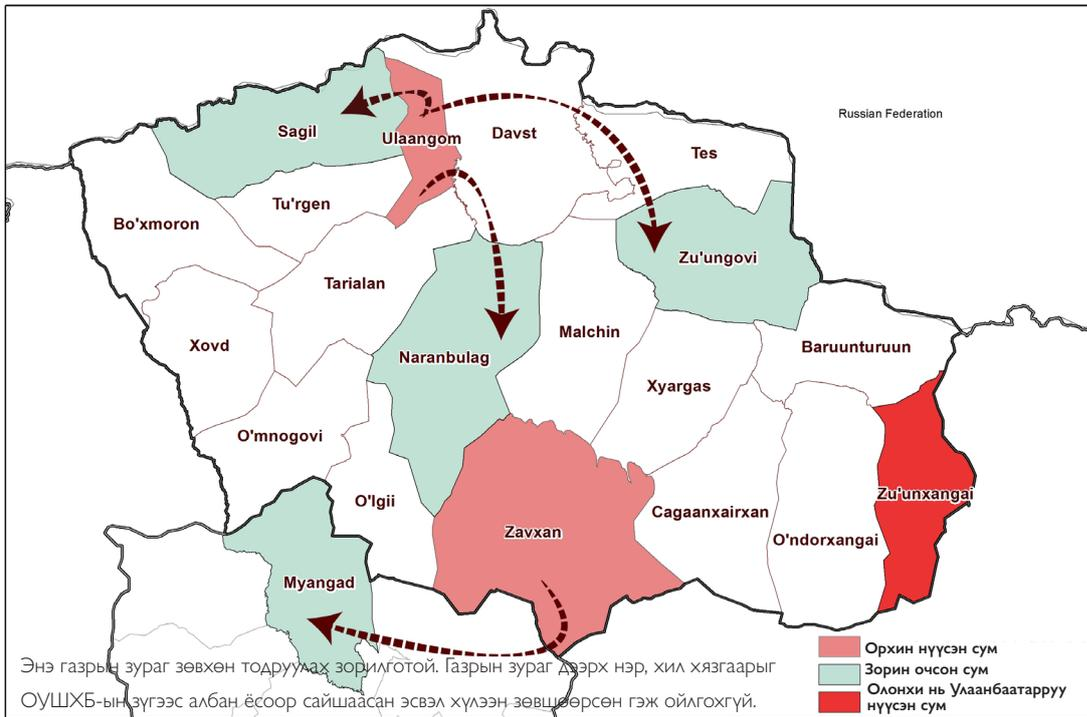 Russian Federation
Sagil
Ulaangom
Davst
Tes
Bo'xmoron
Tu'rgen
Zu'ungovi
Tarialan
Xovd
Naranbulag
Malchin
Baruunturuun
Xyargas
O'mnogovi
O'lgii
Zavxan
Cagaanxairxan
O'ndorxangai
Zu'unxangai
Myangad
Орхин нүүсэн сум
Зорин очсон сум
Олонхи нь Улаанбаатарруу
нүүсэн сум
Энэ газрын зураг зөвхөн тодруулах зорилготой. Газрын зураг дээрх нэр, хил хязгаарыг
ОУШХБ-ын зүгээс албан ёсоор сайшаасан эсвэл хүлээн зөвшөөрсөн гэж ойлгохгүй.